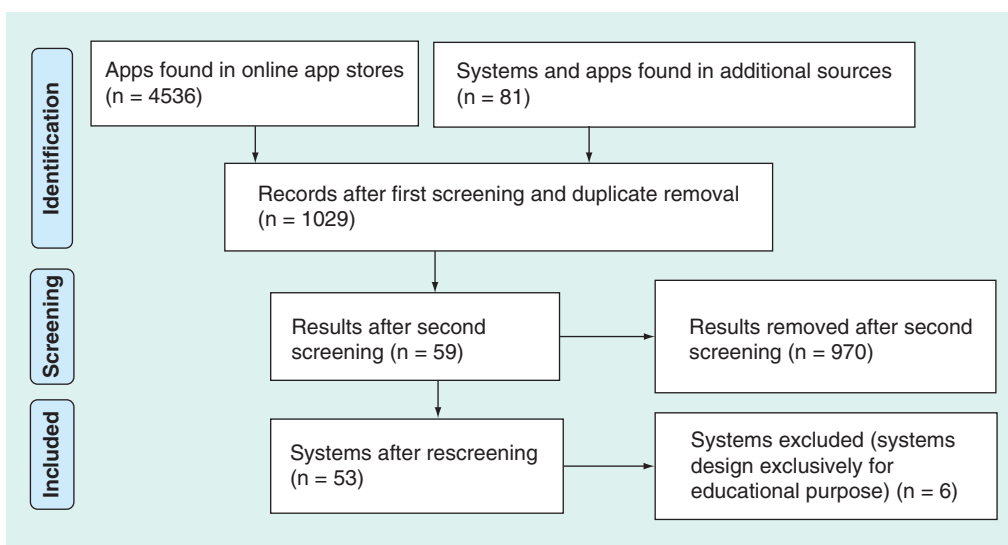 Identification
Apps found in online app stores
(n = 4536)
Systems and apps found in additional sources
(n = 81)
Records after first screening and duplicate removal
(n = 1029)
Screening
Results after second
screening (n = 59)
Results removed after second
screening (n = 970)
Included
Systems after rescreening
(n = 53)
Systems excluded (systems
design exclusively for
educational purpose) (n = 6)